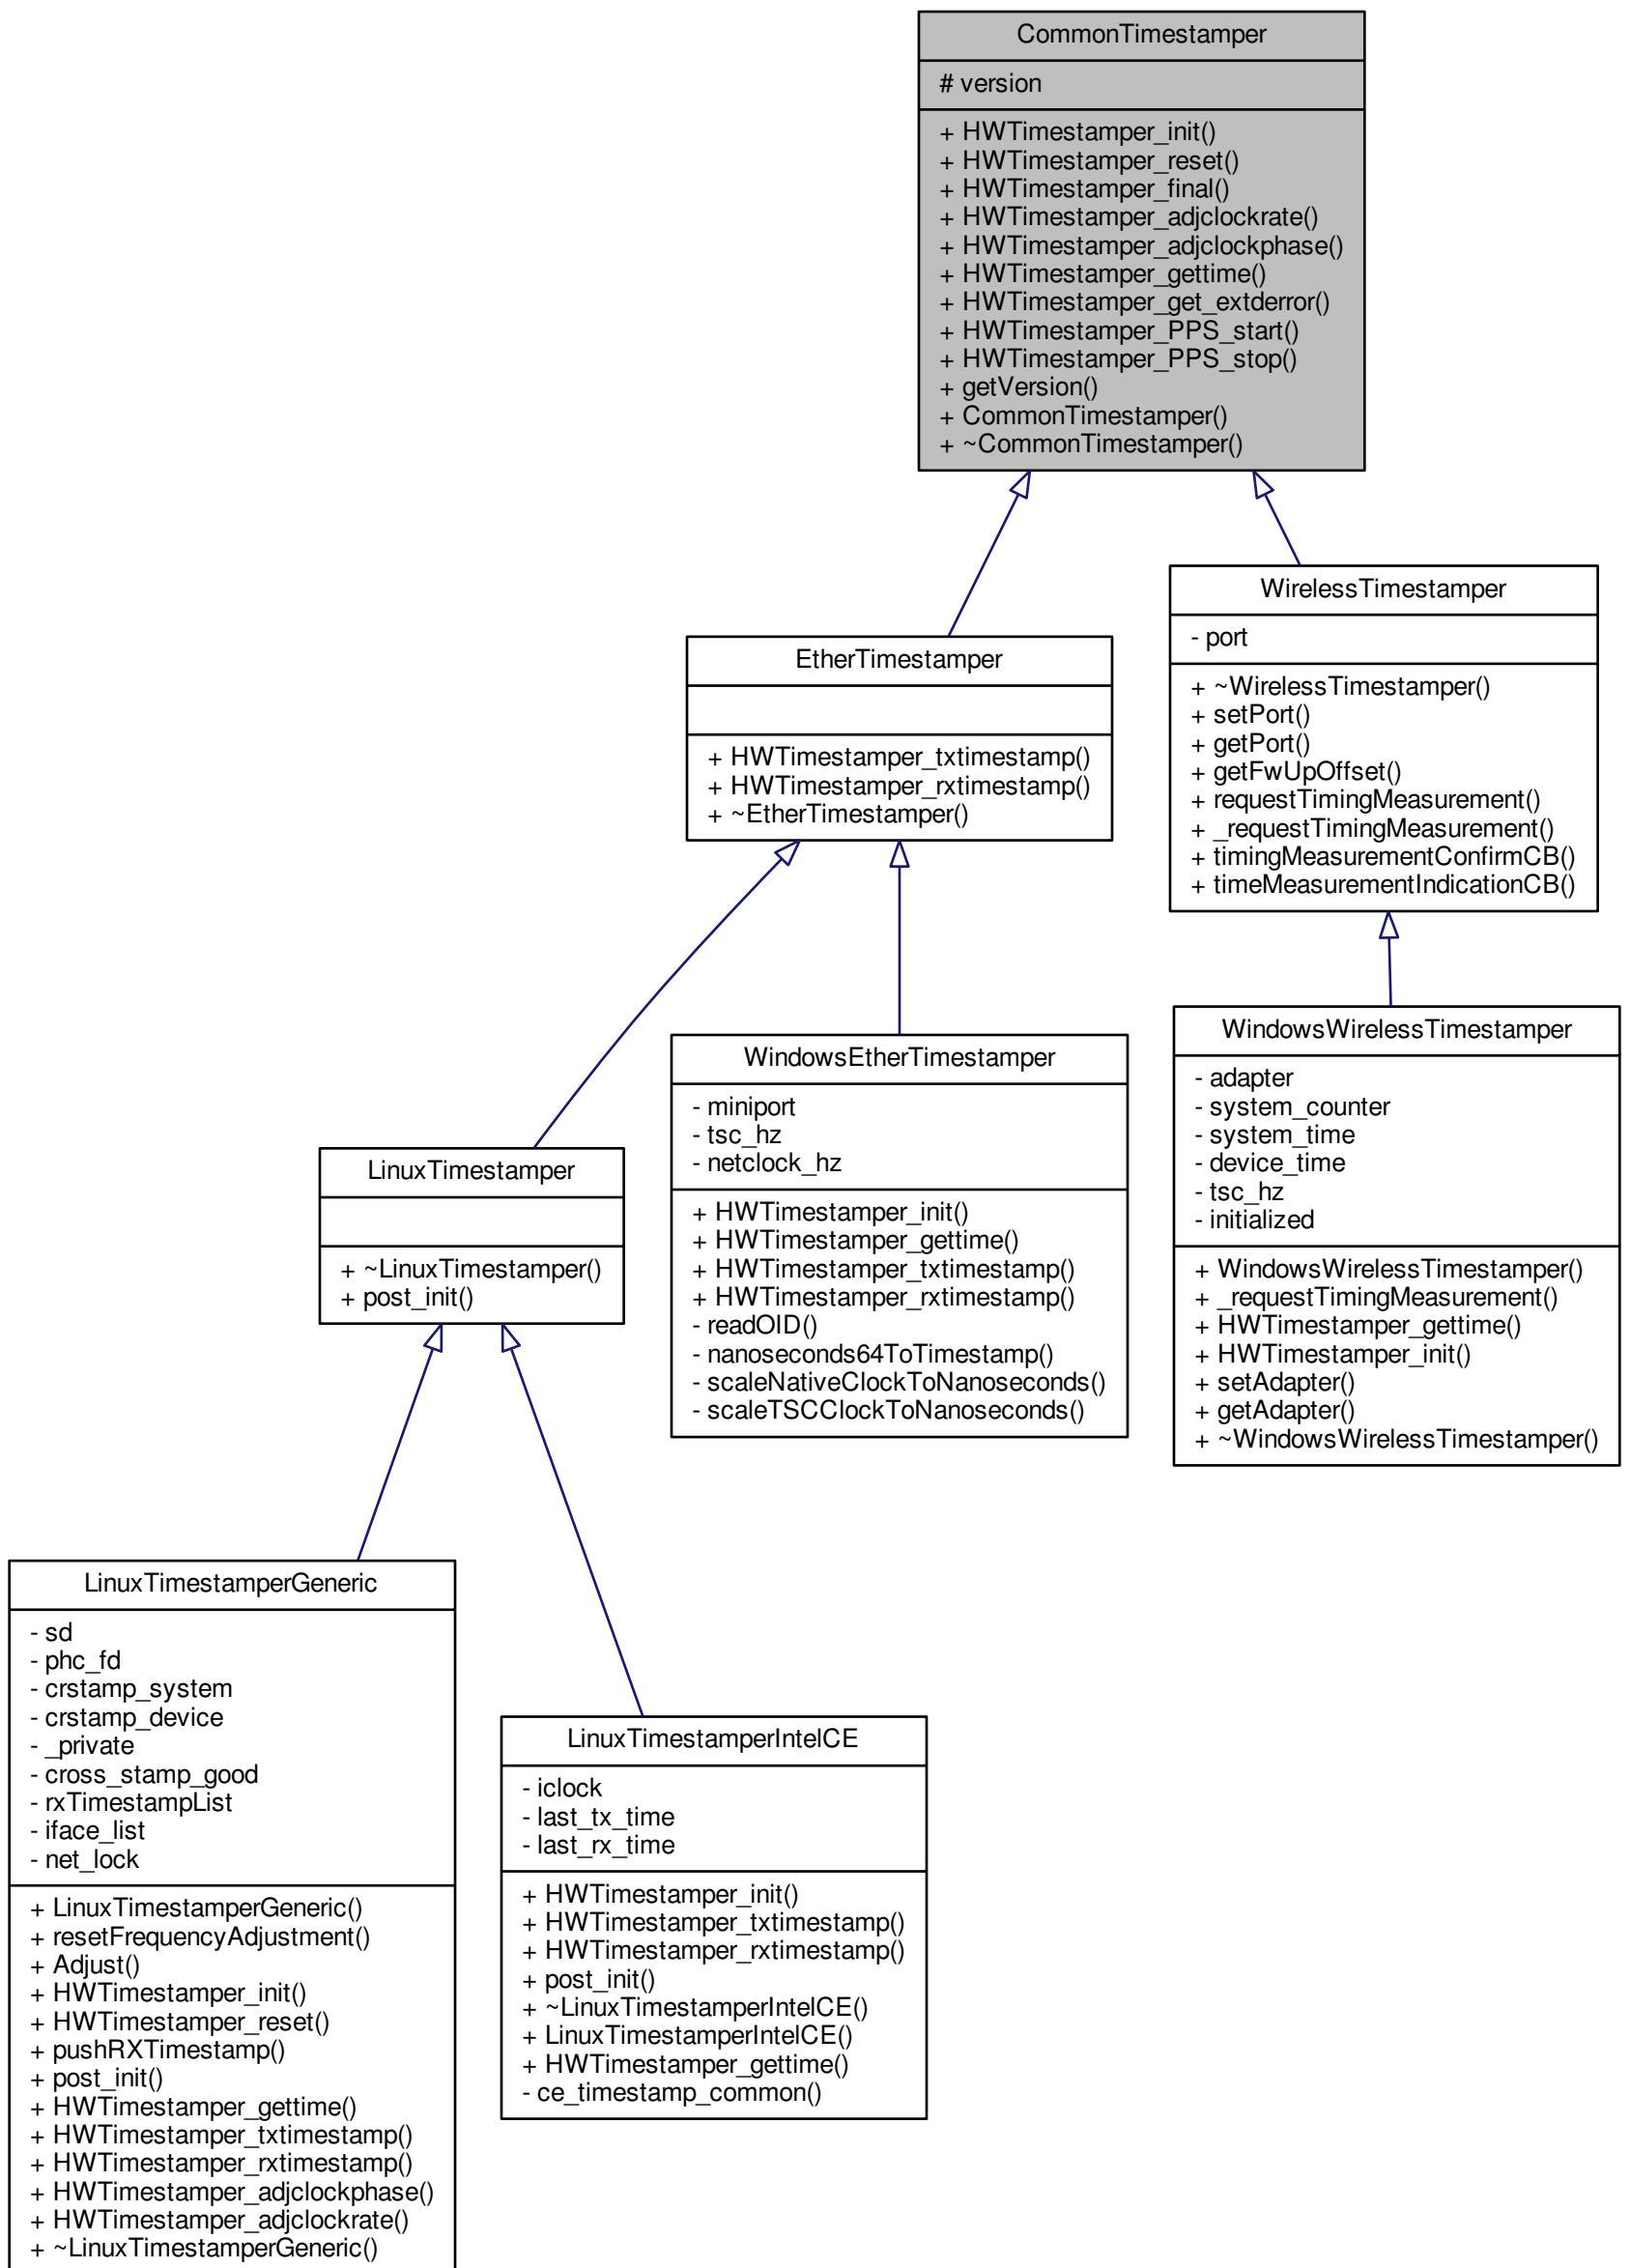 CommonTimestamper
# version
+ HWTimestamper_init()
+ HWTimestamper_reset()
+ HWTimestamper_final()
+ HWTimestamper_adjclockrate()
+ HWTimestamper_adjclockphase()
+ HWTimestamper_gettime()
+ HWTimestamper_get_extderror()
+ HWTimestamper_PPS_start()
+ HWTimestamper_PPS_stop()
+ getVersion()
+ CommonTimestamper()
+ ~CommonTimestamper()
WirelessTimestamper
- port
+ ~WirelessTimestamper()
+ setPort()
+ getPort()
+ getFwUpOffset()
+ requestTimingMeasurement()
+ _requestTimingMeasurement()
+ timingMeasurementConfirmCB()
+ timeMeasurementIndicationCB()
EtherTimestamper
+ HWTimestamper_txtimestamp()
+ HWTimestamper_rxtimestamp()
+ ~EtherTimestamper()
WindowsWirelessTimestamper
- adapter
- system_counter
- system_time
- device_time
- tsc_hz
- initialized
+ WindowsWirelessTimestamper()
+ _requestTimingMeasurement()
+ HWTimestamper_gettime()
+ HWTimestamper_init()
+ setAdapter()
+ getAdapter()
+ ~WindowsWirelessTimestamper()
WindowsEtherTimestamper
- miniport
- tsc_hz
- netclock_hz
+ HWTimestamper_init()
+ HWTimestamper_gettime()
+ HWTimestamper_txtimestamp()
+ HWTimestamper_rxtimestamp()
- readOID()
- nanoseconds64ToTimestamp()
- scaleNativeClockToNanoseconds()
- scaleTSCClockToNanoseconds()
LinuxTimestamper
+ ~LinuxTimestamper()
+ post_init()
LinuxTimestamperGeneric
- sd
- phc_fd
- crstamp_system
- crstamp_device
- _private
- cross_stamp_good
- rxTimestampList
- iface_list
- net_lock
+ LinuxTimestamperGeneric()
+ resetFrequencyAdjustment()
+ Adjust()
+ HWTimestamper_init()
+ HWTimestamper_reset()
+ pushRXTimestamp()
+ post_init()
+ HWTimestamper_gettime()
+ HWTimestamper_txtimestamp()
+ HWTimestamper_rxtimestamp()
+ HWTimestamper_adjclockphase()
+ HWTimestamper_adjclockrate()
+ ~LinuxTimestamperGeneric()
LinuxTimestamperIntelCE
- iclock
- last_tx_time
- last_rx_time
+ HWTimestamper_init()
+ HWTimestamper_txtimestamp()
+ HWTimestamper_rxtimestamp()
+ post_init()
+ ~LinuxTimestamperIntelCE()
+ LinuxTimestamperIntelCE()
+ HWTimestamper_gettime()
- ce_timestamp_common()